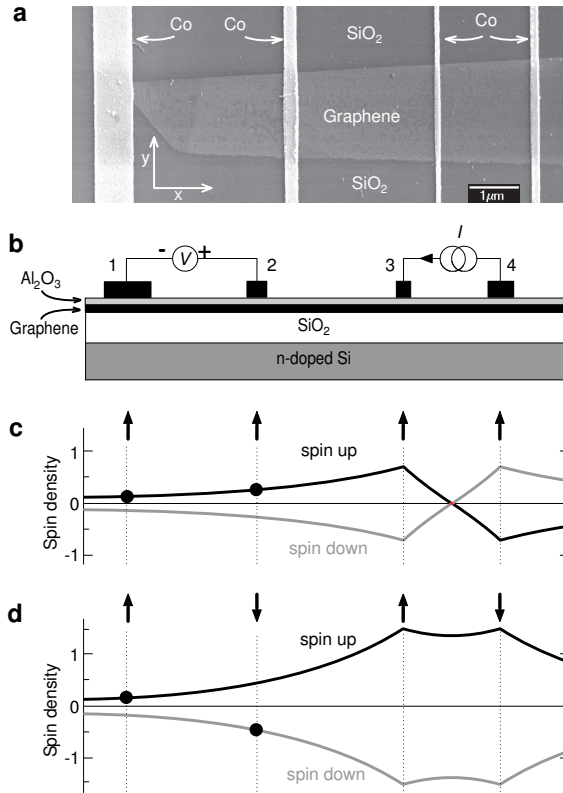 a
Co Co SiO₂ Co
Graphene
y
x
SiO₂
1μm
b
I
1 - V + 2 3 4
Al₂O₃
Graphene
SiO₂
n-doped Si
c
1
spin up
0
spin down
-1
Spin density
d
1
spin up
0
-1
spin down
Spin density